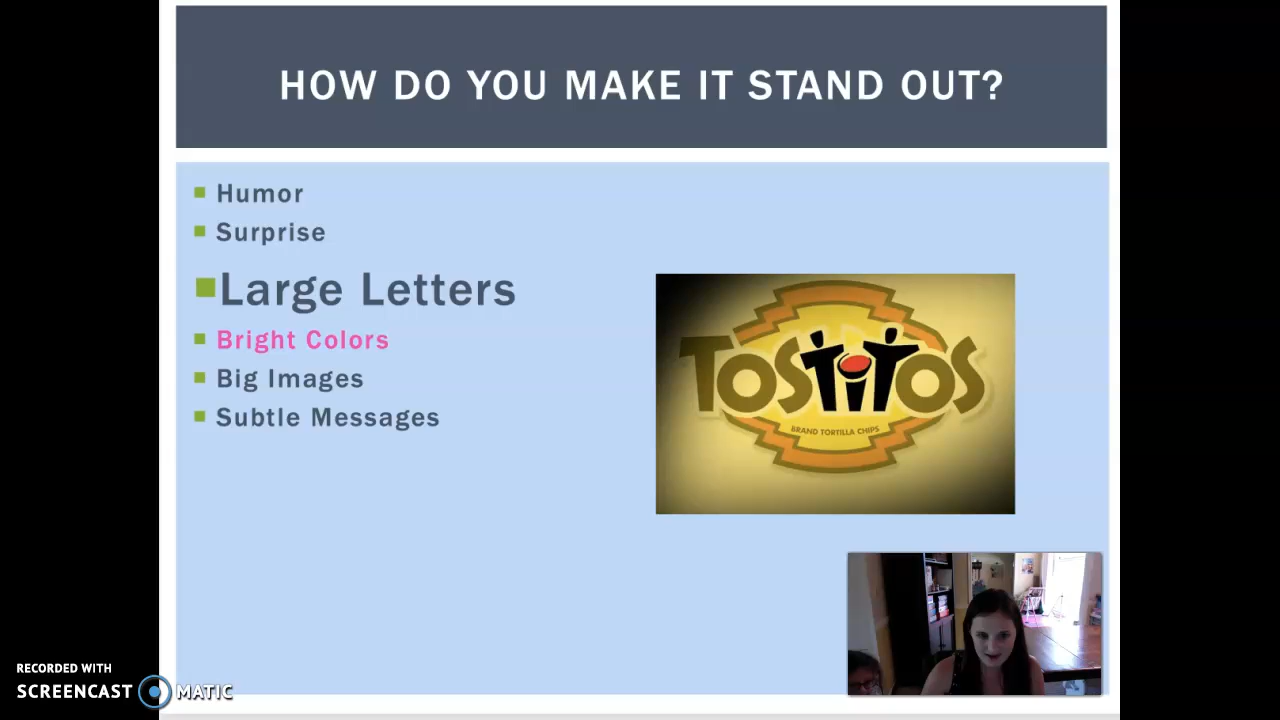 HOW DO YOU MAKE IT STAND OUT?
Humor
Surprise
Large Letters
Bright Colors
Big Images
Subtle Messages
TOSTITOS
BRAND TORTILLA CHIPS
RECORDED WITH
SCREENCAST MATIC